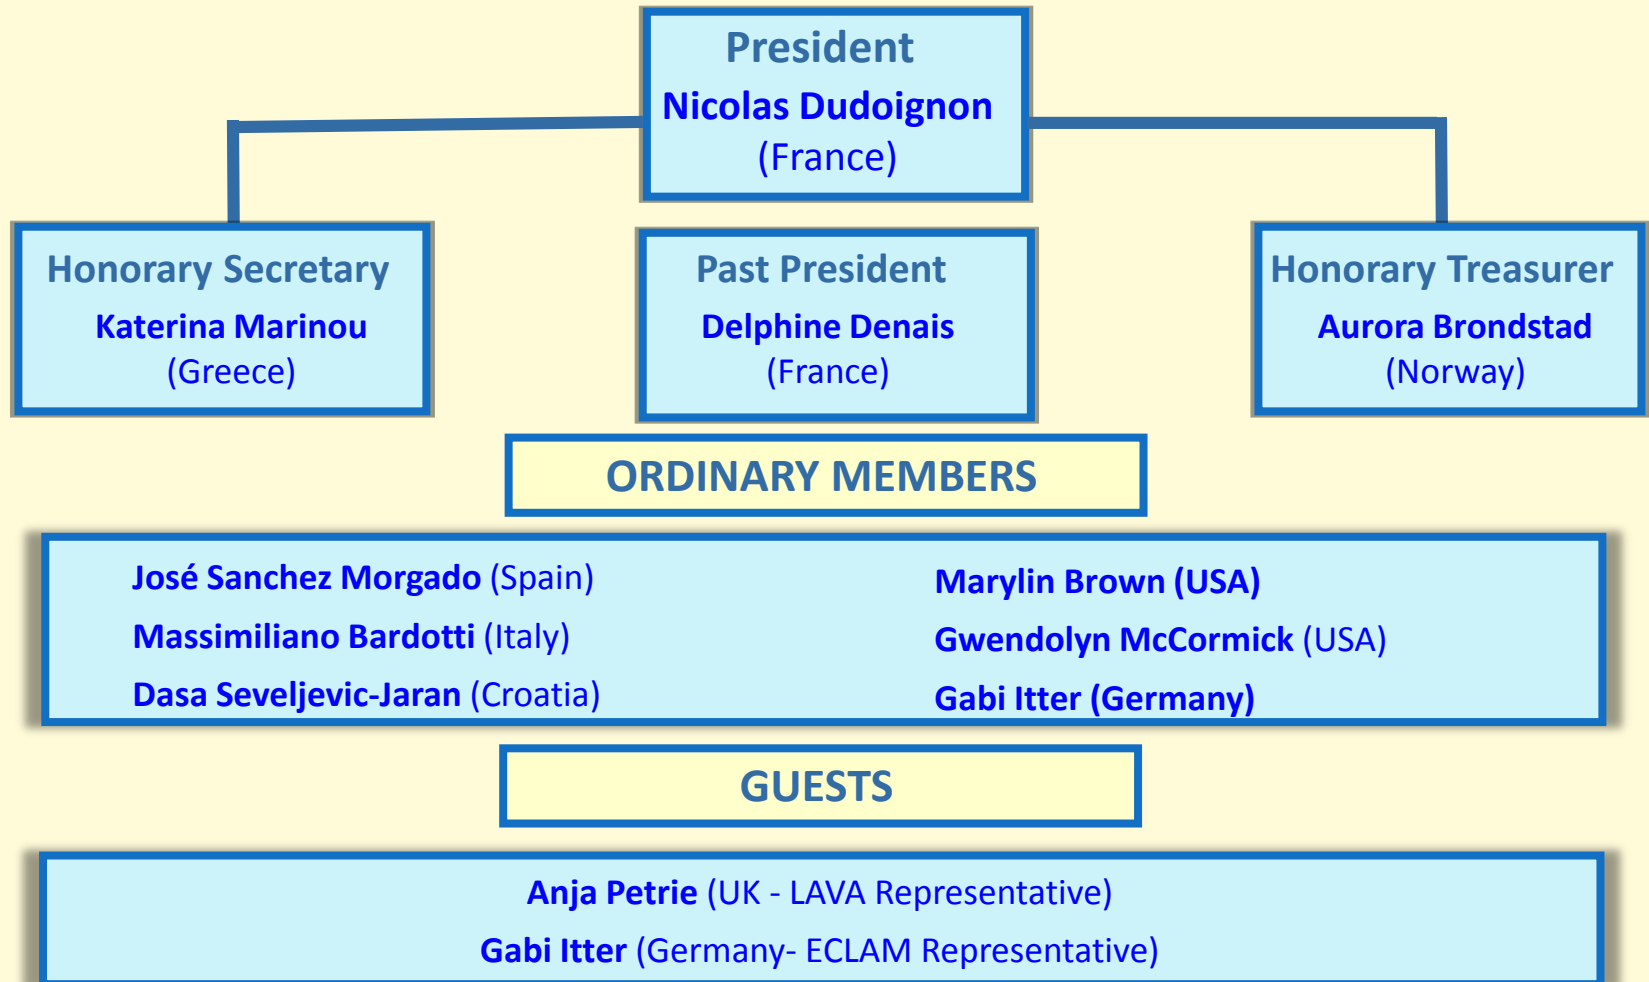 President
Nicolas Dudoignon
(France)
Honorary Secretary
Katerina Marinou
(Greece)
Past President
Delphine Denais
(France)
Honorary Treasurer
Aurora Brondstad
(Norway)
ORDINARY MEMBERS
José Sanchez Morgado (Spain)
Massimiliano Bardotti (Italy)
Dasa Seveljevic-Jaran (Croatia)
Marylin Brown (USA)
Gwendolyn McCormick (USA)
Gabi Itter (Germany)
GUESTS
Anja Petrie (UK - LAVA Representative)
Gabi Itter (Germany- ECLAM Representative)